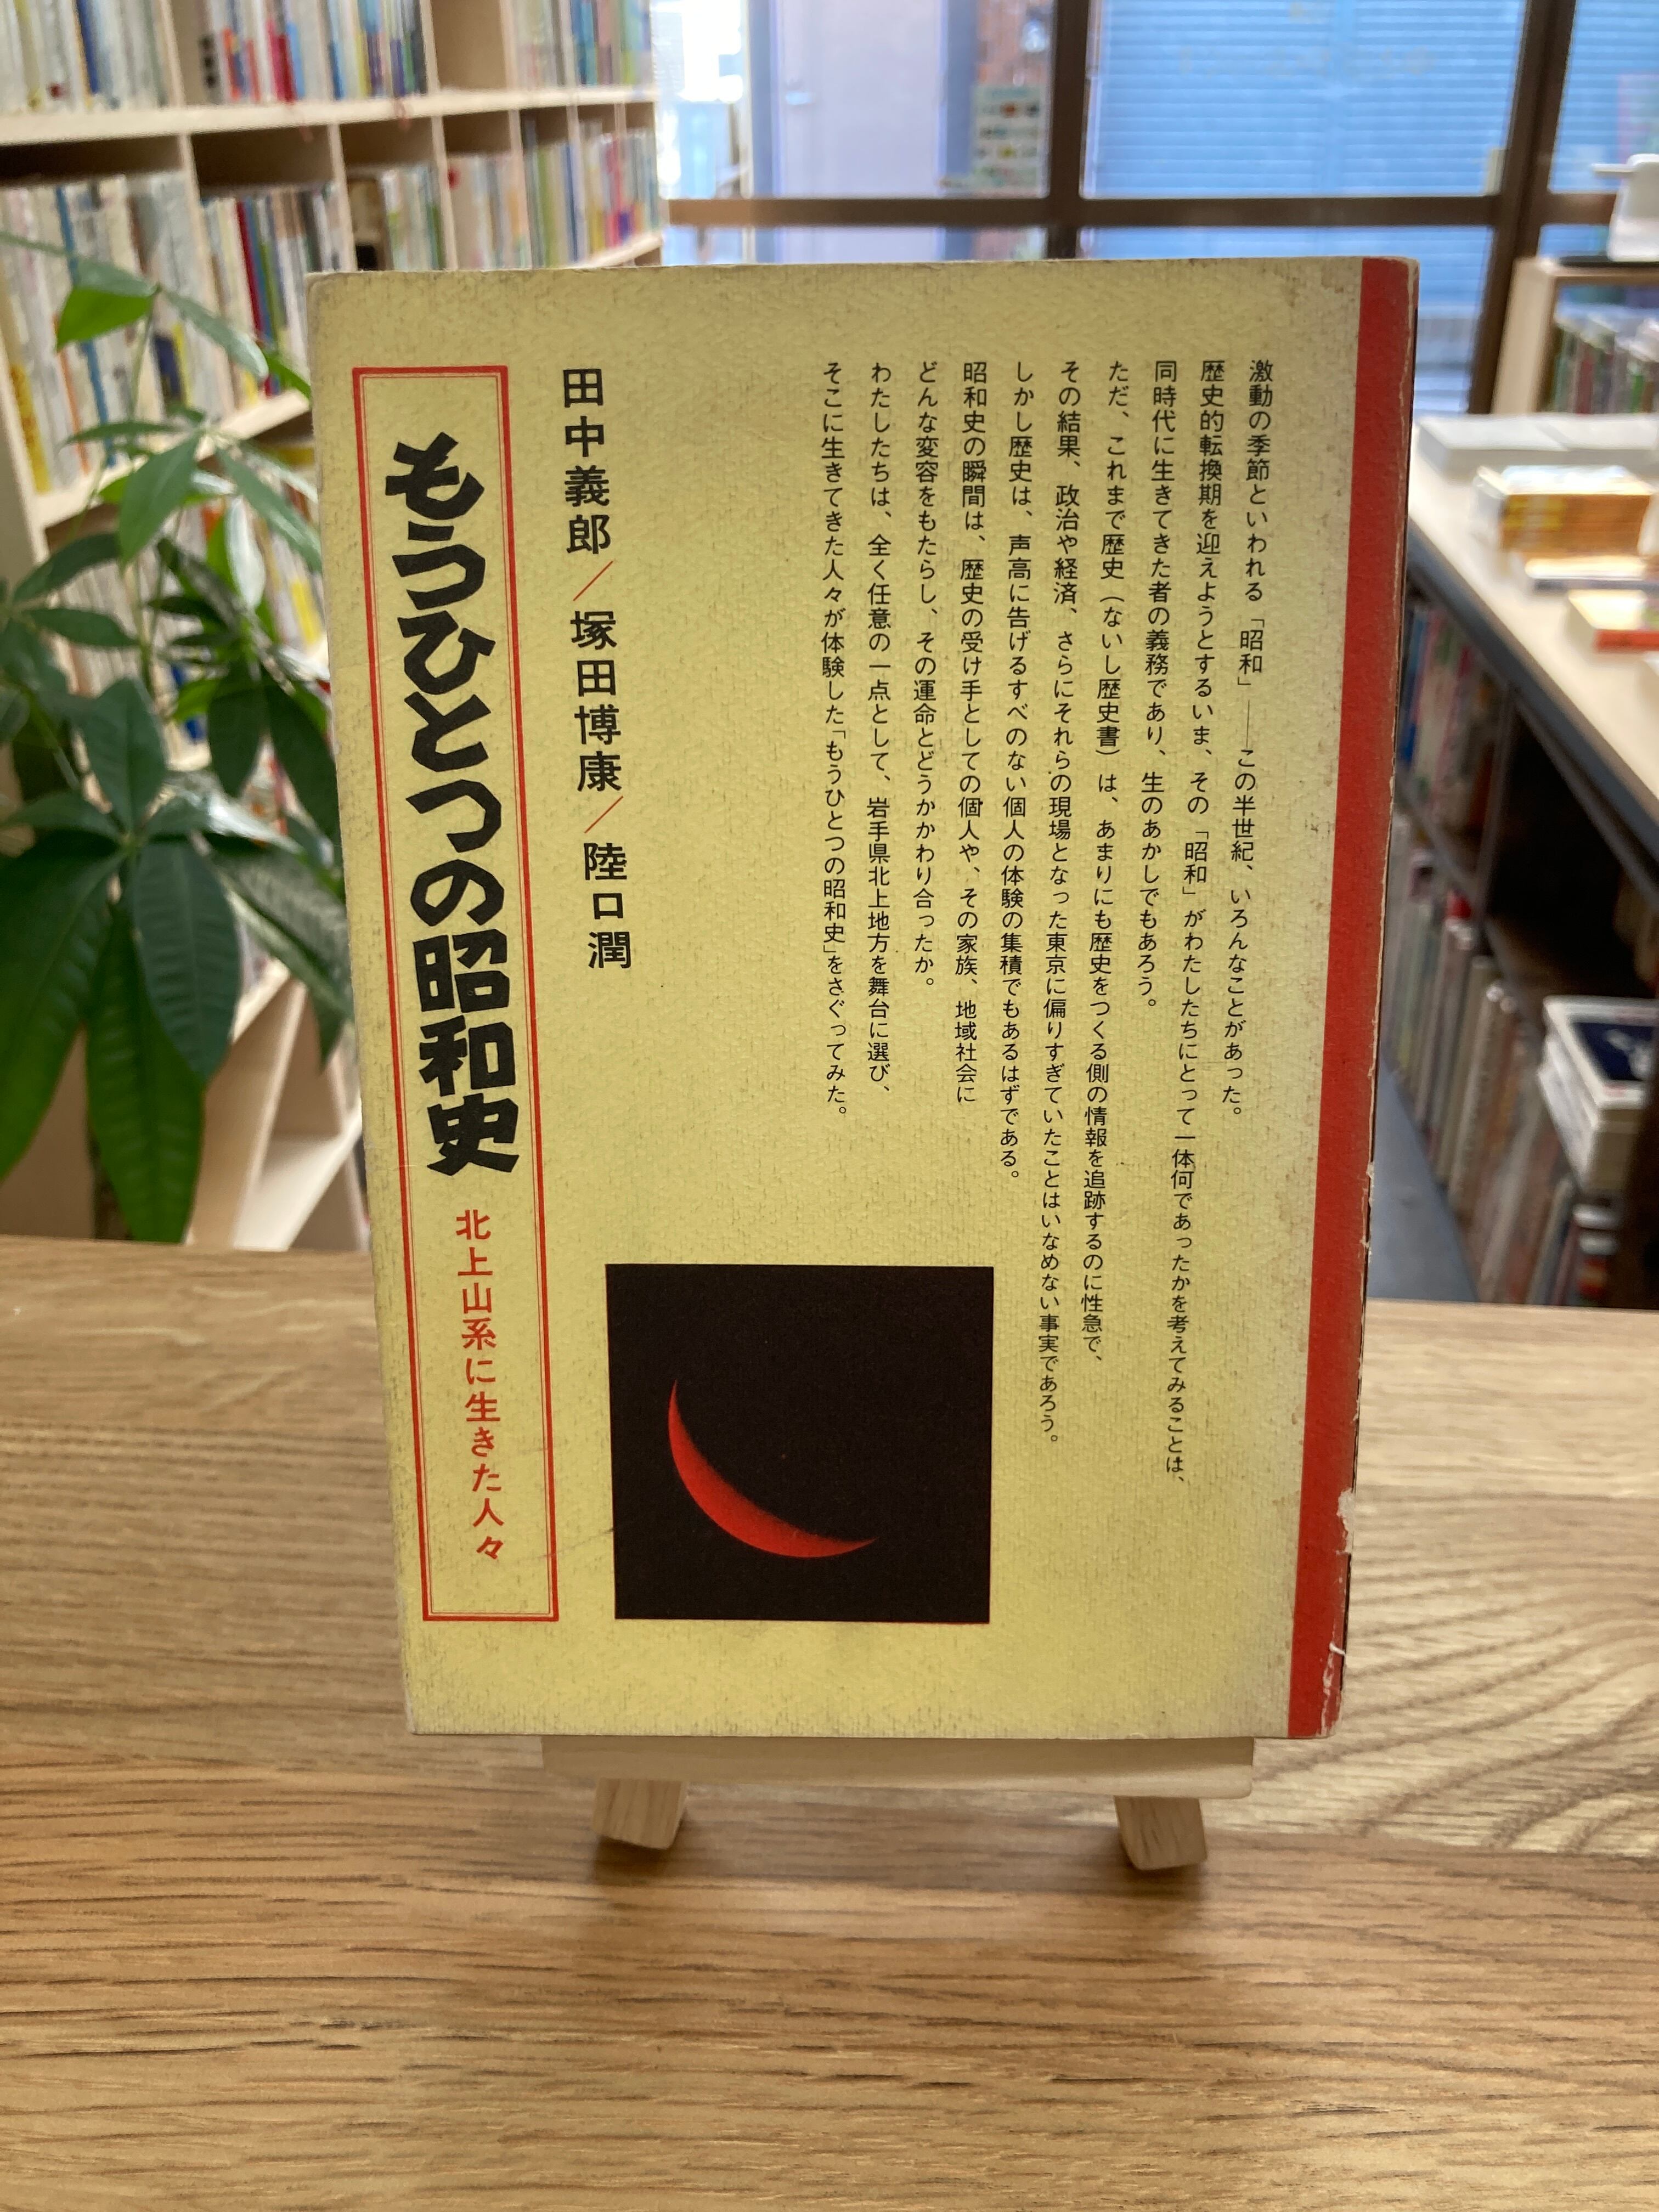 激動の季節といわれる「昭和」――この半世紀、いろんなことがあった。
歴史的転換期を迎えようとするいま、その「昭和」がわたしたちにとって一体何であったかを考えてみることは、
同時代に生きてきた者の義務であり、生のあかしでもあろう。
ただ、これまで歴史（ないし歴史書）は、あまりにも歴史をつくる側の情報を追跡するのに性急で、
その結果、政治や経済、さらにそれらの現場となった東京に偏りすぎていたことはいなめない事実であろう。
しかし歴史は、声高に告げるすべのない個人の体験の集積でもあるはずである。
昭和史の瞬間は、歴史の受け手としての個人や、その家族、地域社会に
どんな変容をもたらし、その運命とどうかかわり合ったか。
わたしたちは、全く任意の一点として、岩手県北上地方を舞台に選び、
そこに生きてきた人々が体験した「もうひとつの昭和史」をさぐってみた。
田中義郎／塚田博康／陸口潤
もうひとつの昭和史 北上山系に生きた人々